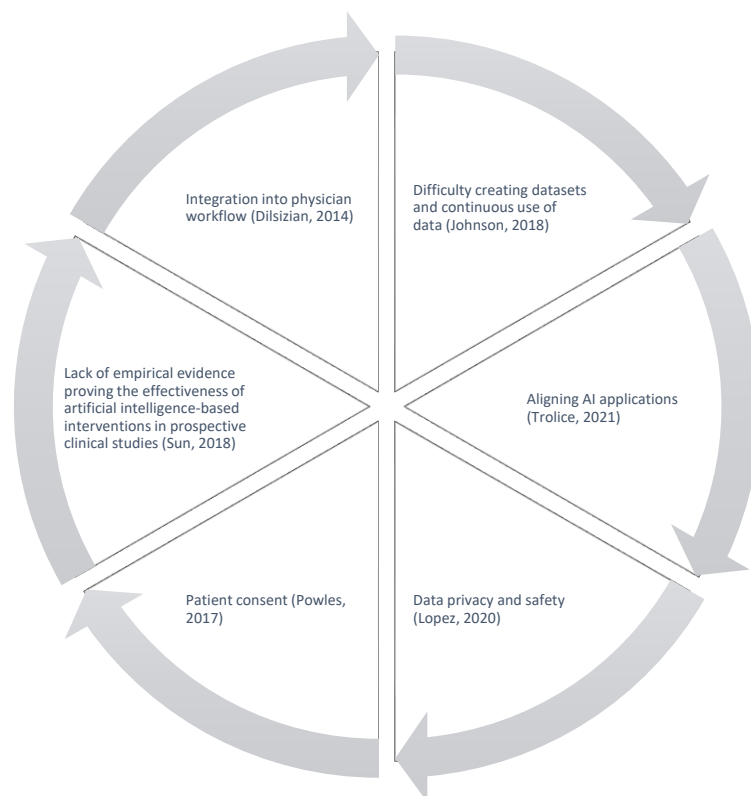 Integration into physician
workflow (Dilsizian, 2014)
Difficulty creating datasets
and continuous use of
data (Johnson, 2018)
Aligning AI applications
(Trolice, 2021)
Data privacy and safety
(Lopez, 2020)
Patient consent (Powles,
2017)
Lack of empirical evidence
proving the effectiveness of
artificial intelligence-based
interventions in prospective
clinical studies (Sun, 2018)